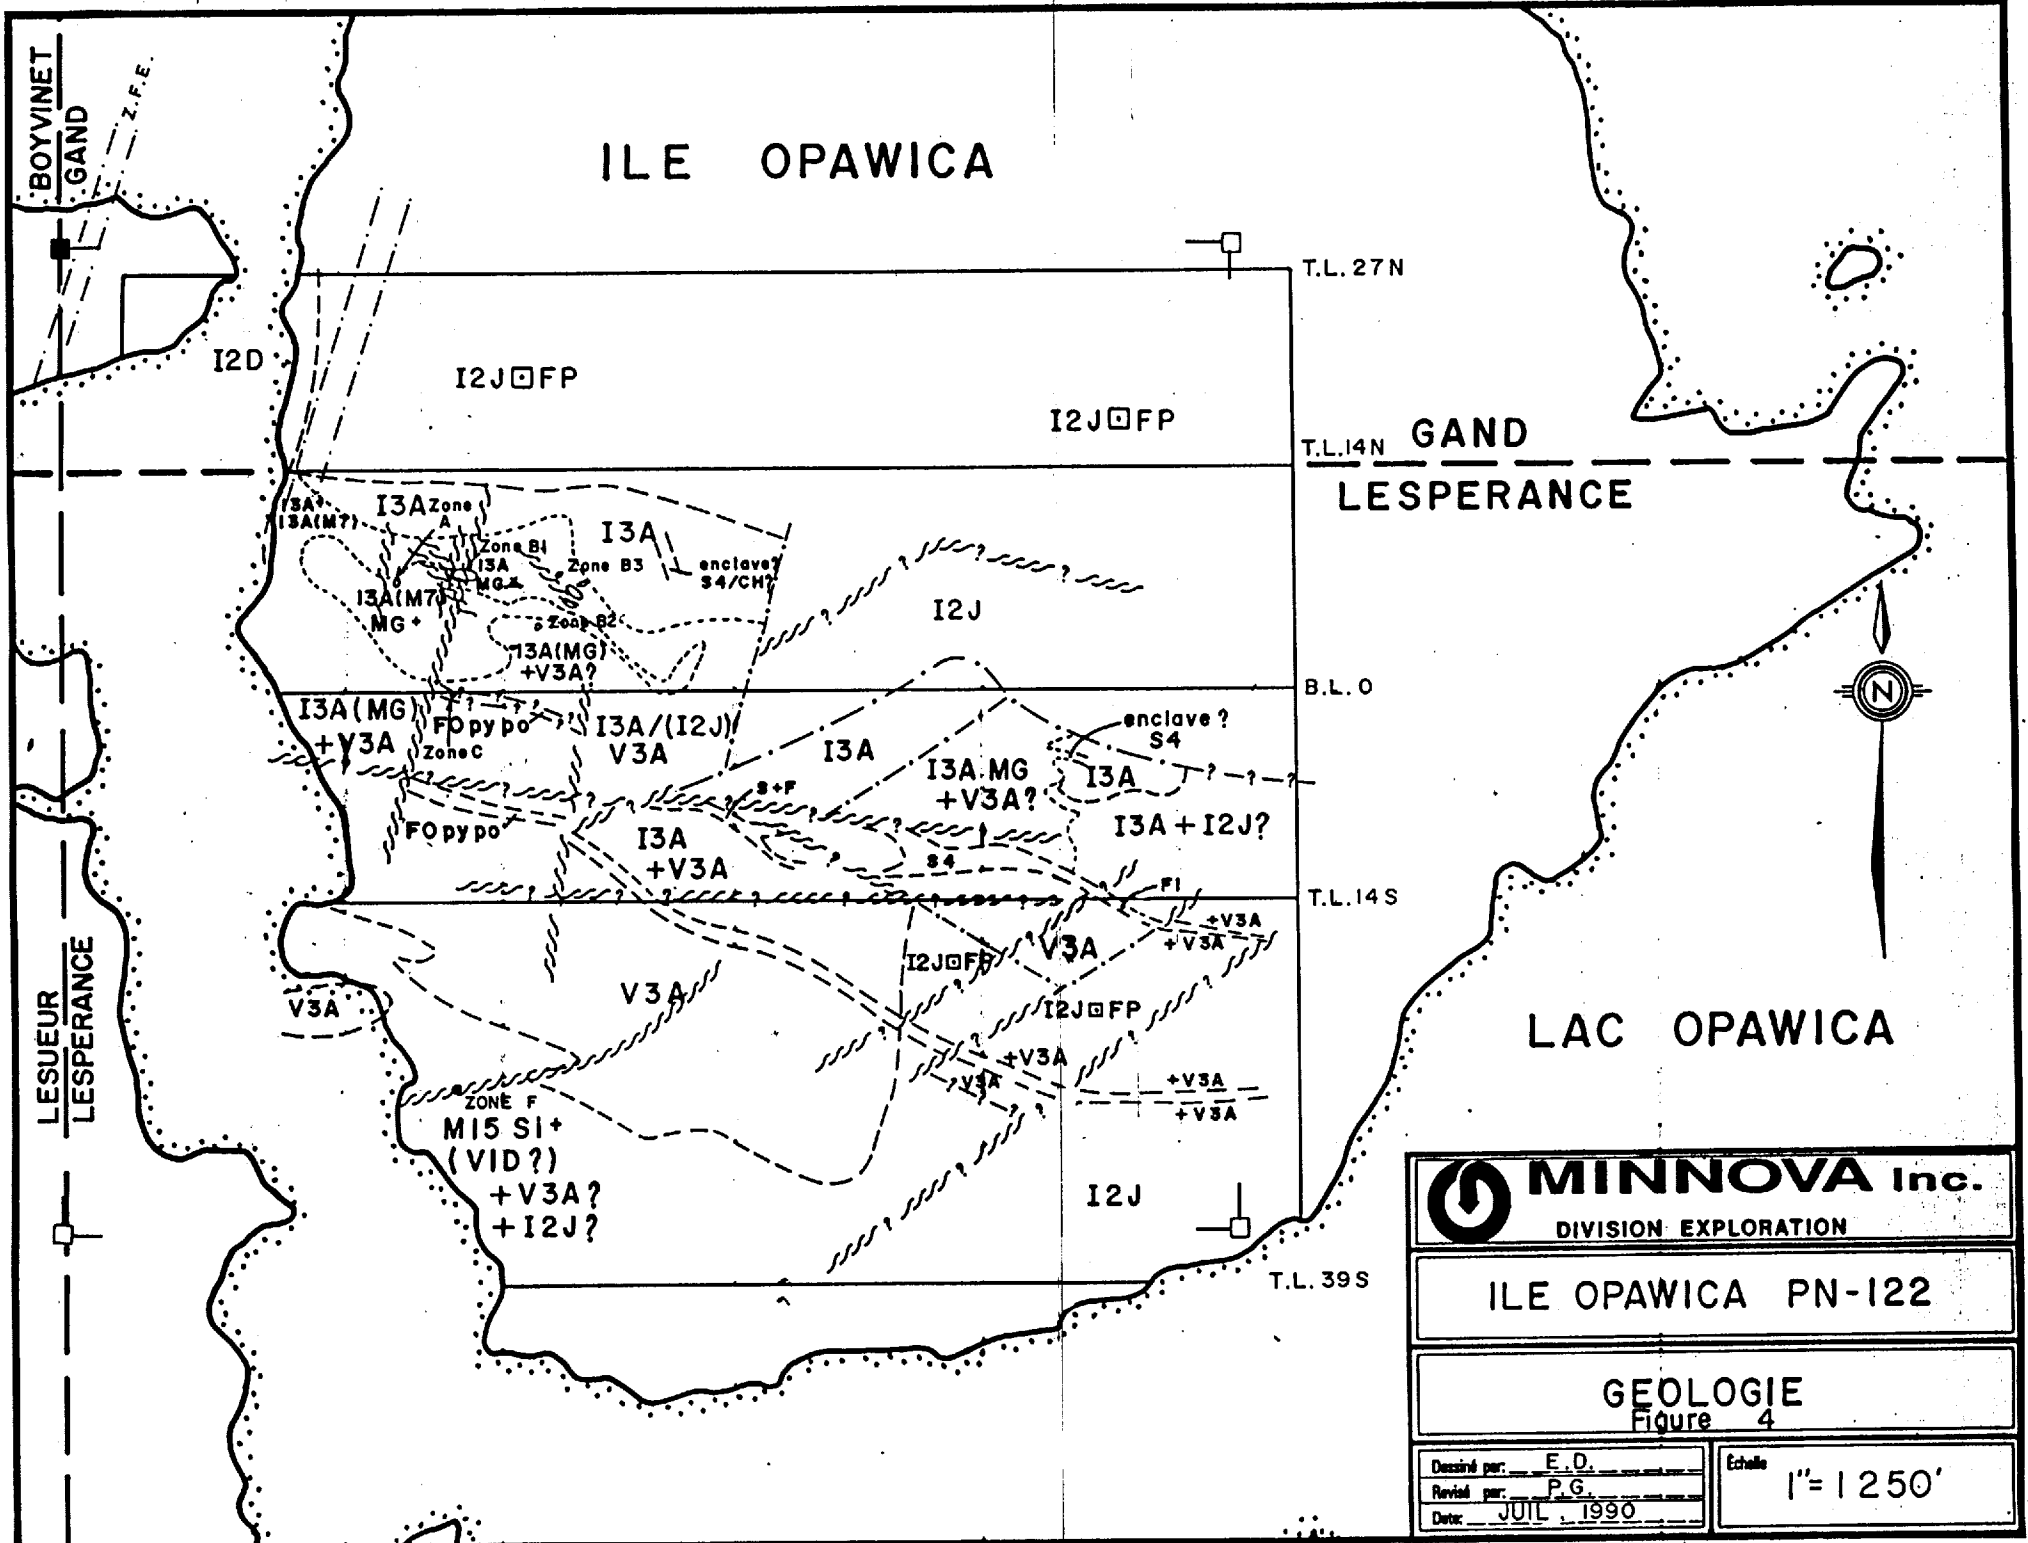 BOYVINET
GAND
Z.F.E.
ILE OPAWICA
T.L. 27N
I2D
I2J⊡FP
I2J⊡FP
T.L. 14N
GAND
LESPERANCE
I3A+
I3A(M7)
I3A
Zone
A
I3A
Zone B1
I3A
MG
Zone B3
enclave?
S4/CH?
I3A(M7)
MG+
Zone B2
I3A(MG)
+V3A?
I2J
B.L. 0
I3A(MG)
+V3A
FO py po
Zone C
I3A/(I2J)
V3A
I3A
enclave ?
S4
I3A MG
+V3A?
I3A
S+F
FO py po
I3A
+V3A
I3A + I2J?
S4
F1
T.L. 14S
+V3A
+V3A
V3A
I2J⊡FP
V3A
V3A
I2J⊡FP
LESUEUR
LESPERANCE
LAC OPAWICA
+V3A
V3A
+V3A
+V3A
ZONE F
M15 SI+
(VID?)
+V3A?
+I2J?
I2J
T.L. 39S
N
MINNOVA Inc.
DIVISION EXPLORATION
ILE OPAWICA PN-122
GEOLOGIE
Figure 4
Dessiné par: E.D.
Revisé par: P.G.
Date: JUIL. 1990
Échelle
1"=1250'